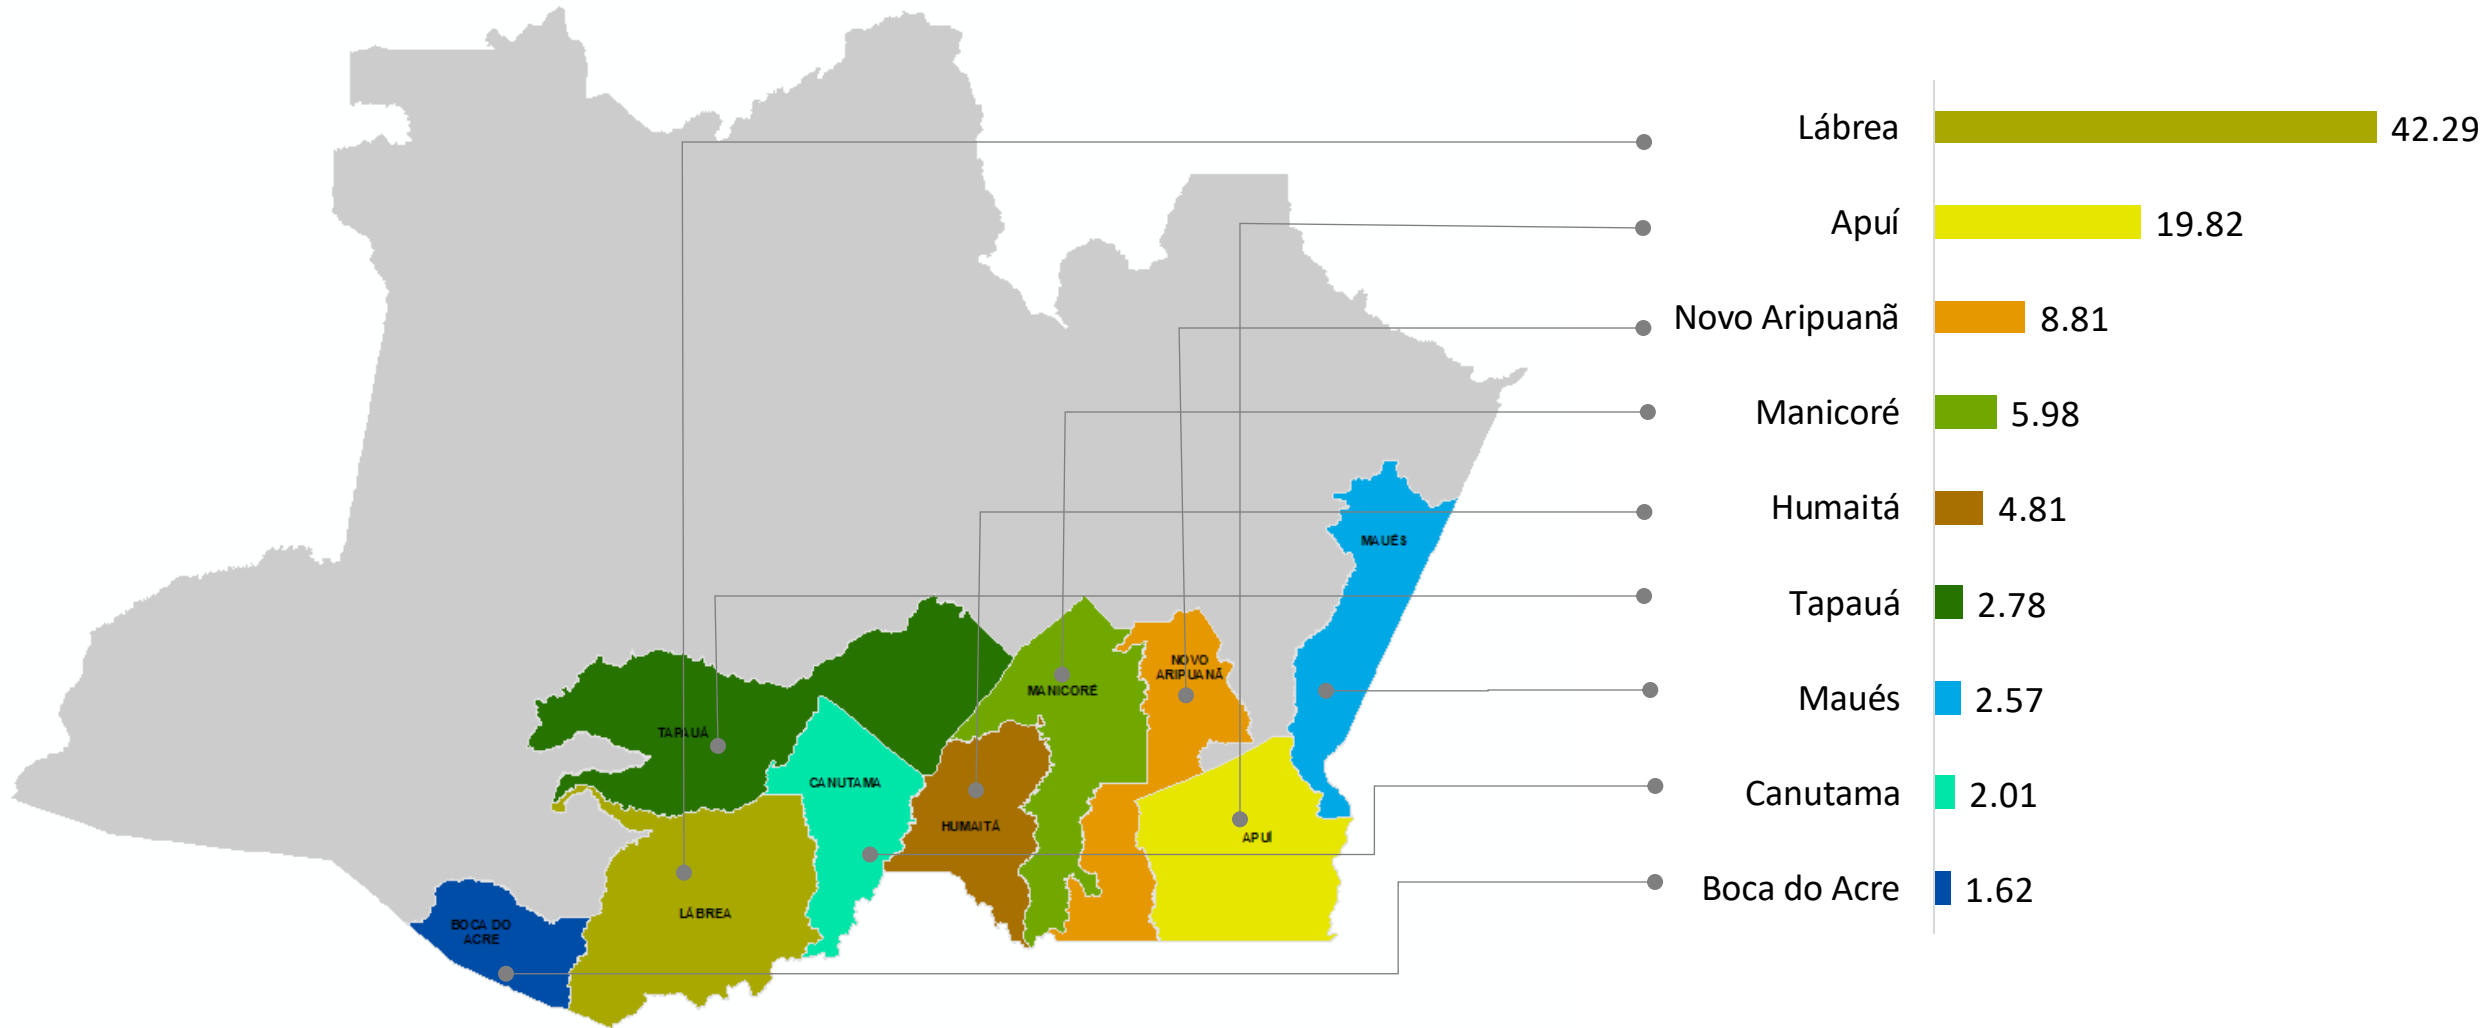 Lábrea 42.29
Apuí 19.82
Novo Aripuanã 8.81
Manicoré 5.98
Humaitá 4.81
Tapauá 2.78
Maués 2.57
Canutama 2.01
Boca do Acre 1.62
MAUÉS
NOVO
ARIPUANÃ
MANICORÉ
TAPAUÁ
CANUTAMA
HUMAITÁ
APUÍ
LÁBREA
BOCA DO
ACRE